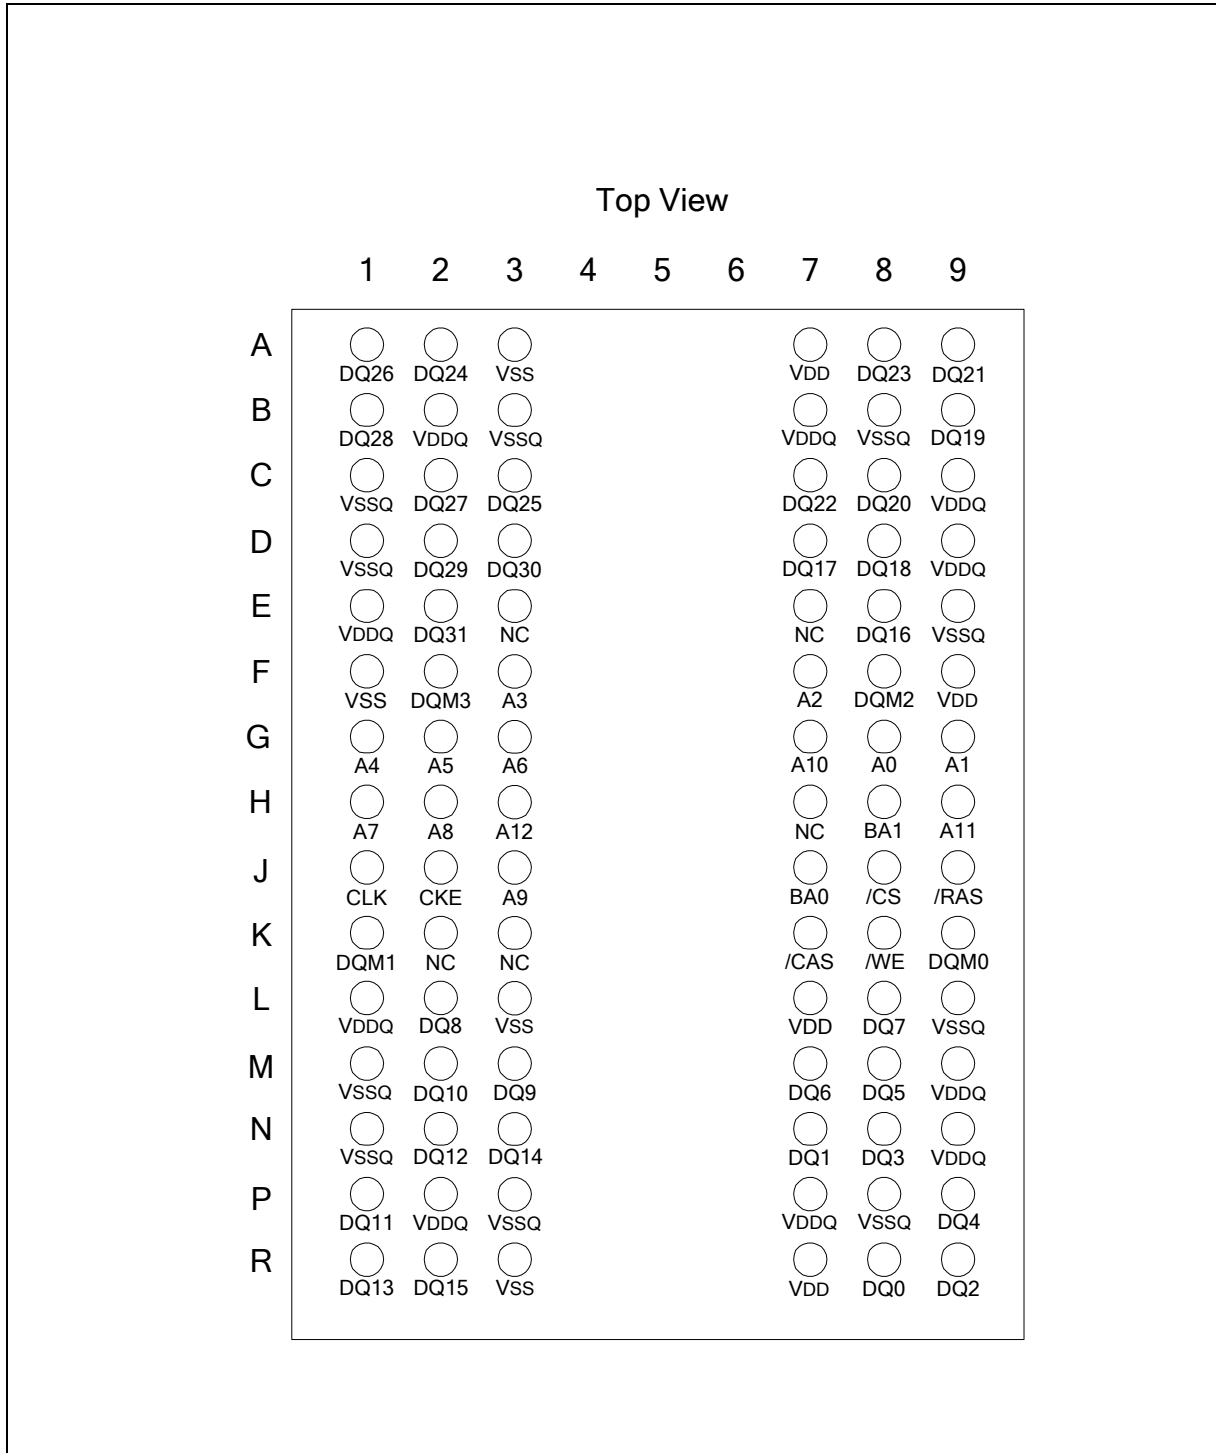 Top View
1 2 3 4 5 6 7 8 9
A
DQ26 DQ24 VSS VDD DQ23 DQ21
B
DQ28 VDDQ VSSQ VDDQ VSSQ DQ19
C
VSSQ DQ27 DQ25 DQ22 DQ20 VDDQ
D
VSSQ DQ29 DQ30 DQ17 DQ18 VDDQ
E
VDDQ DQ31 NC NC DQ16 VSSQ
F
VSS DQM3 A3 A2 DQM2 VDD
G
A4 A5 A6 A10 A0 A1
H
A7 A8 A12 NC BA1 A11
J
CLK CKE A9 BA0 /CS /RAS
K
DQM1 NC NC /CAS /WE DQM0
L
VDDQ DQ8 VSS VDD DQ7 VSSQ
M
VSSQ DQ10 DQ9 DQ6 DQ5 VDDQ
N
VSSQ DQ12 DQ14 DQ1 DQ3 VDDQ
P
DQ11 VDDQ VSSQ VDDQ VSSQ DQ4
R
DQ13 DQ15 VSS VDD DQ0 DQ2